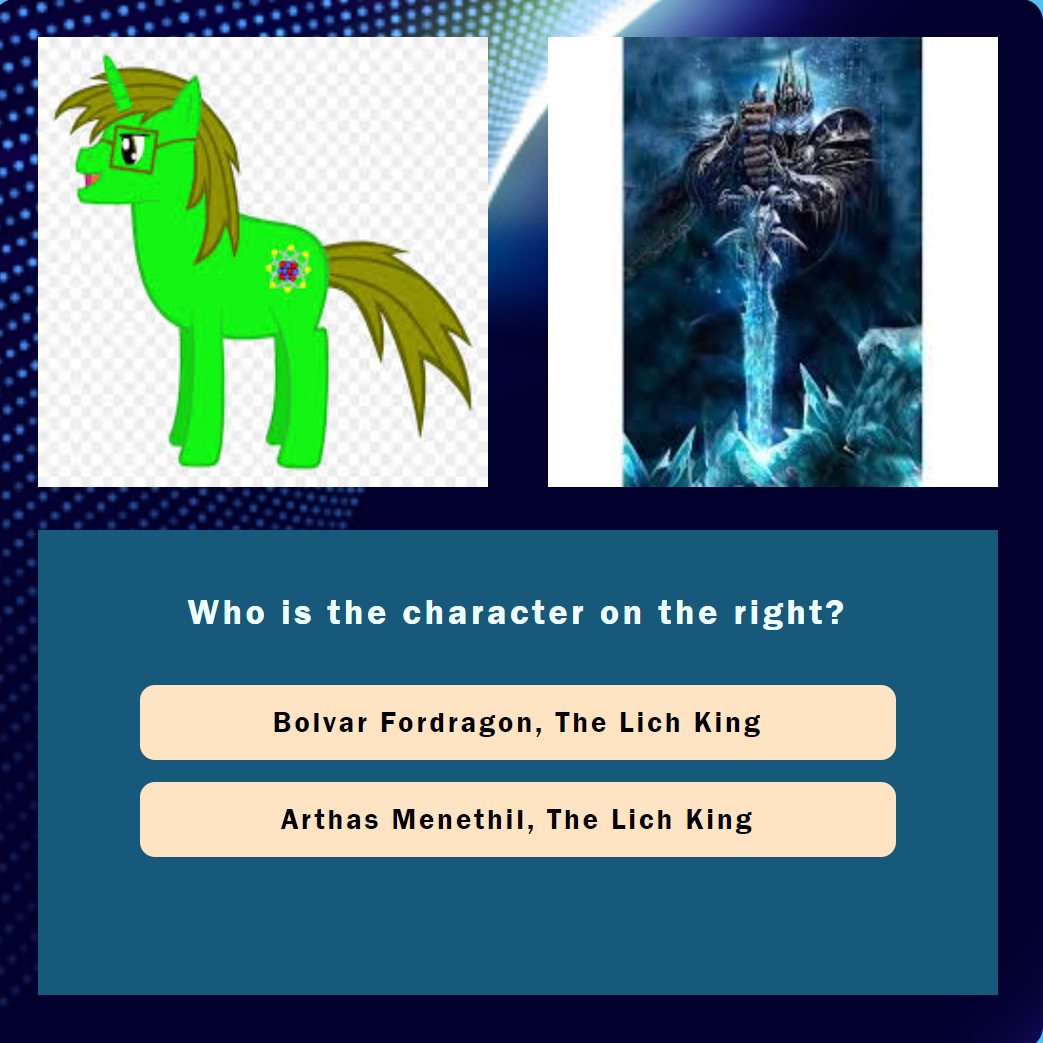 Who is the character on the right?
Bolvar Fordragon, The Lich King
Arthas Menethil, The Lich King